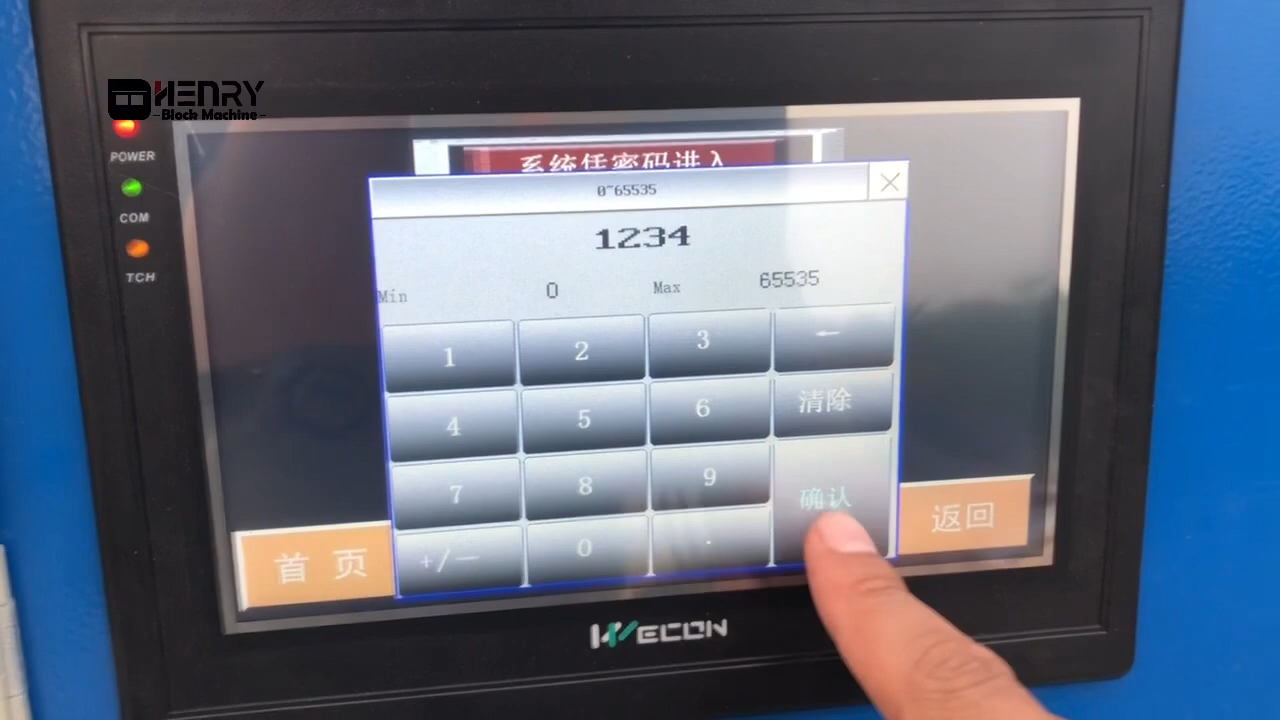 HENRY
-Block Machine-
POWER
COM
TCH
系统凭密码进入
0~65535
1234
Min 0 Max 65535
1 2 3 ←
4 5 6 清除
7 8 9 确认
+/- 0 .
首页
返回
WECON